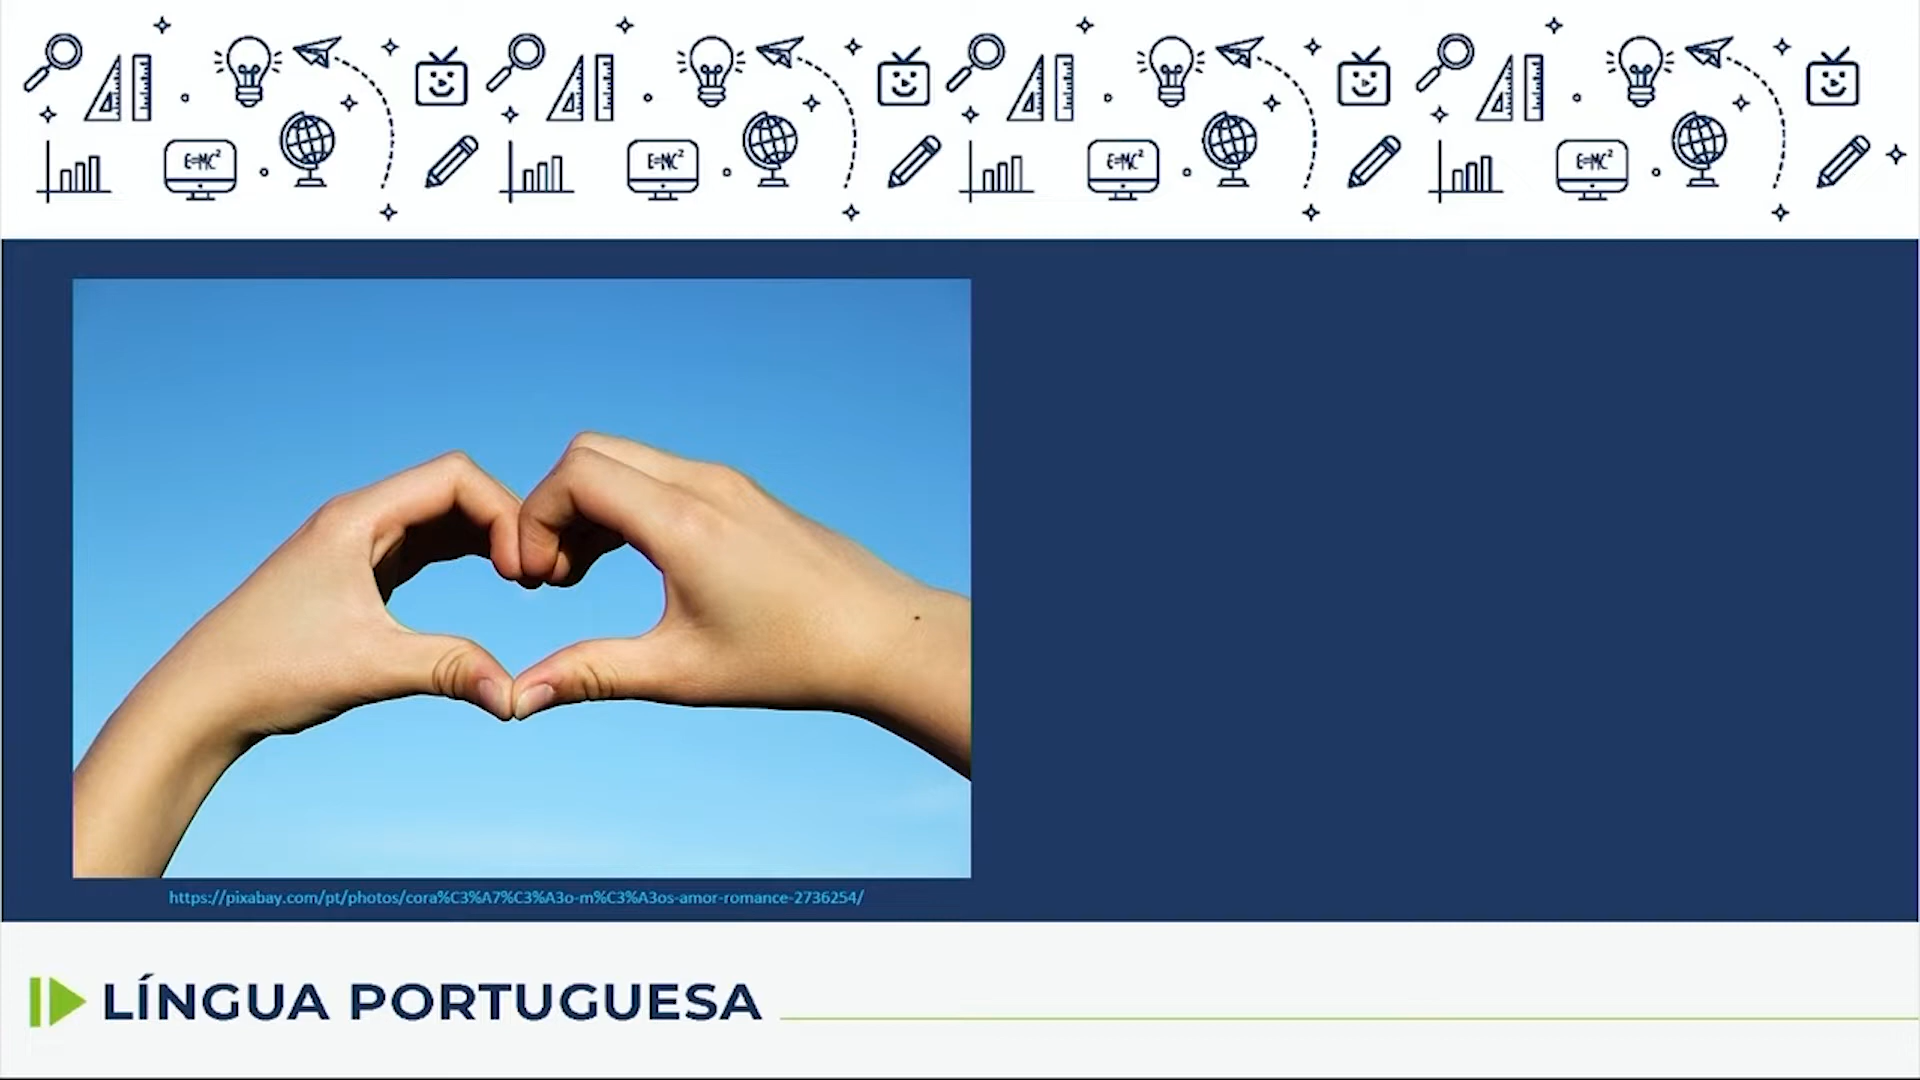 E=MC²
E=MC²
E=MC²
E=MC²
https://pixabay.com/pt/photos/cora%C3%A7%C3%A3o-m%C3%A3os-amor-romance-2736254/
LÍNGUA PORTUGUESA